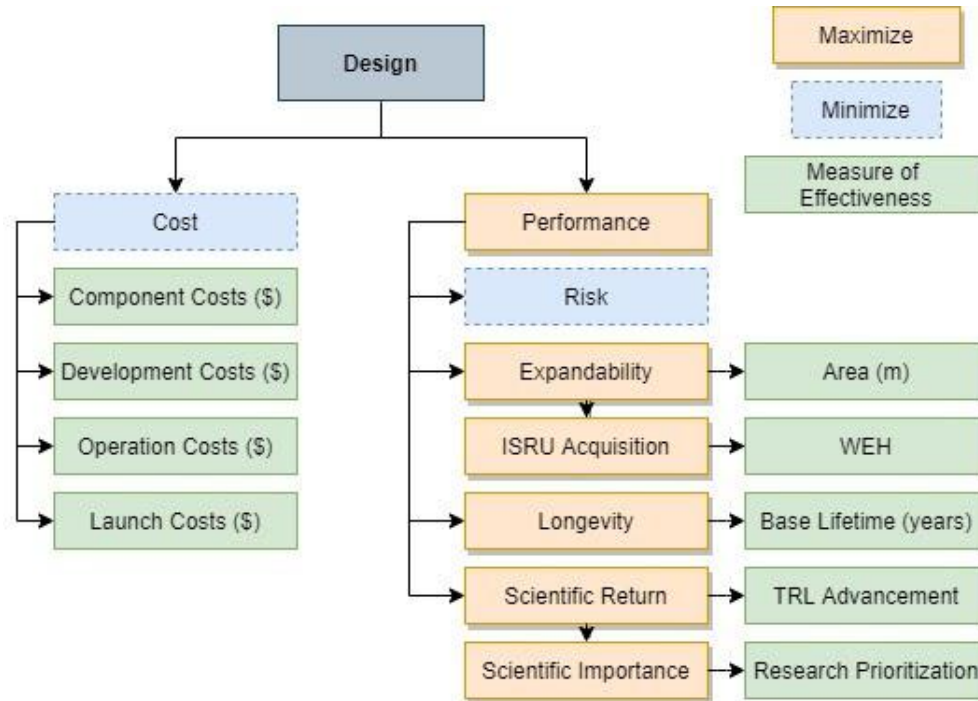 Design
Maximize
Minimize
Measure of
Effectiveness
Cost
Component Costs ($)
Development Costs ($)
Operation Costs ($)
Launch Costs ($)
Performance
Risk
Expandability
Area (m)
ISRU Acquisition
WEH
Longevity
Base Lifetime (years)
Scientific Return
TRL Advancement
Scientific Importance
Research Prioritization